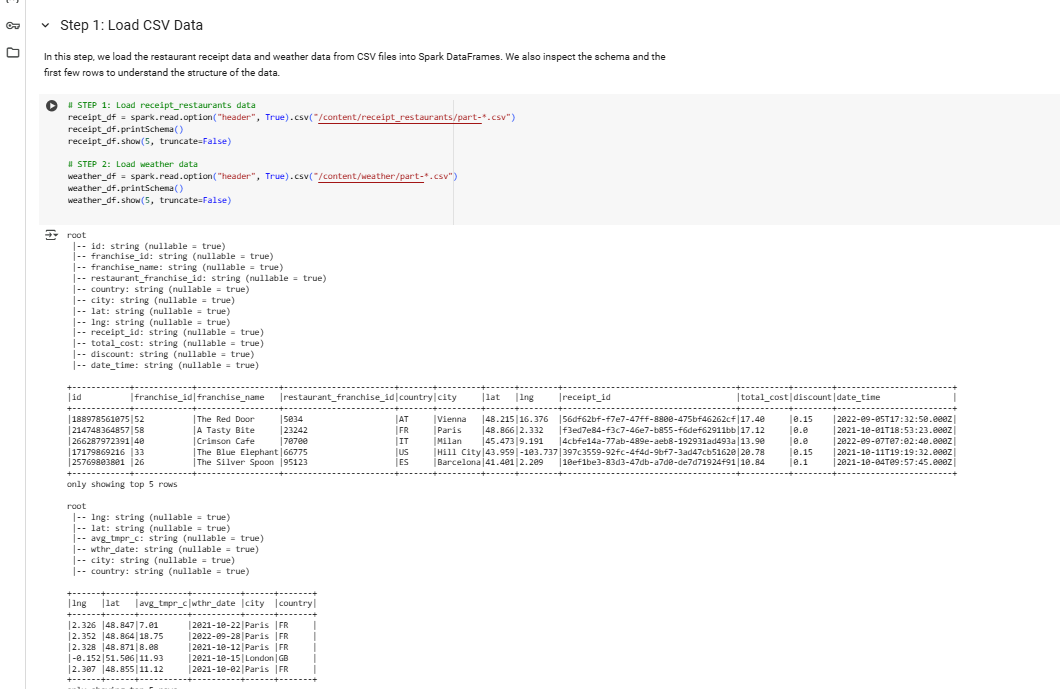 Step 1: Load CSV Data
In this step, we load the restaurant receipt data and weather data from CSV files into Spark DataFrames. We also inspect the schema and the
first few rows to understand the structure of the data.
# STEP 1: Load receipt_restaurants data
receipt_df = spark.read.option("header", True).csv("/content/receipt_restaurants/part-*.csv")
receipt_df.printSchema()
receipt_df.show(5, truncate=False)
# STEP 2: Load weather data
weather_df = spark.read.option("header", True).csv("/content/weather/part-*.csv")
weather_df.printSchema()
weather_df.show(5, truncate=False)
root
|-- id: string (nullable = true)
|-- franchise_id: string (nullable = true)
|-- franchise_name: string (nullable = true)
|-- restaurant_franchise_id: string (nullable = true)
|-- country: string (nullable = true)
|-- city: string (nullable = true)
|-- lat: string (nullable = true)
|-- lng: string (nullable = true)
|-- receipt_id: string (nullable = true)
|-- total_cost: string (nullable = true)
|-- discount: string (nullable = true)
|-- date_time: string (nullable = true)
|id |franchise_id|franchise_name |restaurant_franchise_id|country|city |lat |lng |receipt_id |total_cost|discount|date_time |
|188978561075|52 |The Red Door |5034 |AT |Vienna |48.215|16.376 |56df62bf-f7e7-47ff-8800-475bf46262cf|17.40 |0.15 |2022-09-05T17:32:50.000Z|
|214748364857|58 |A Tasty Bite |23242 |FR |Paris |48.866|2.332 |f3ed7e84-f3c7-46e7-b855-f6def62911bb|17.12 |0.0 |2021-10-01T18:53:23.000Z|
|266287972391|40 |Crimson Cafe |70700 |IT |Milan |45.473|9.191 |4cbfe14a-77ab-489e-aeb8-192931ad493a|13.90 |0.0 |2022-09-07T07:02:40.000Z|
|17179869216 |33 |The Blue Elephant|66775 |US |Hill City|43.959|-103.737|397c3559-92fc-4f4d-9bf7-3ad47cb51620|20.78 |0.15 |2021-10-11T19:19:32.000Z|
|25769803801 |26 |The Silver Spoon |95123 |ES |Barcelona|41.401|2.209 |10ef1be3-83d3-47db-a7d0-de7d71924f91|10.84 |0.1 |2021-10-04T09:57:45.000Z|
only showing top 5 rows
root
|-- lng: string (nullable = true)
|-- lat: string (nullable = true)
|-- avg_tmpr_c: string (nullable = true)
|-- wthr_date: string (nullable = true)
|-- city: string (nullable = true)
|-- country: string (nullable = true)
|lng |lat |avg_tmpr_c|wthr_date |city |country|
|2.326 |48.847|7.01 |2021-10-22|Paris |FR |
|2.352 |48.864|18.75 |2022-09-28|Paris |FR |
|2.328 |48.871|8.08 |2021-10-12|Paris |FR |
|-0.152|51.506|11.93 |2021-10-15|London|GB |
|2.307 |48.855|11.12 |2021-10-02|Paris |FR |